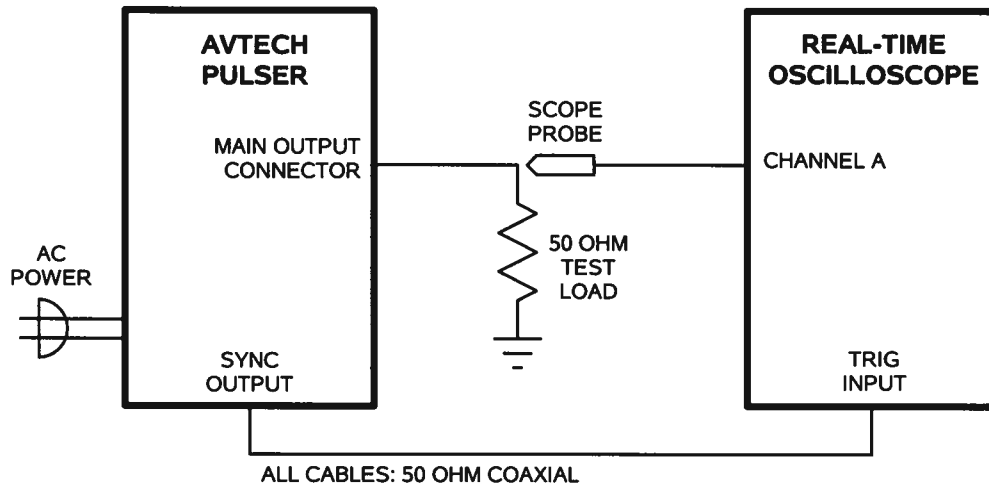 AVTECH
PULSER
REAL-TIME
OSCILLOSCOPE
SCOPE
PROBE
MAIN OUTPUT
CONNECTOR
CHANNEL A
50 OHM
TEST
LOAD
AC
POWER
SYNC
OUTPUT
TRIG
INPUT
ALL CABLES: 50 OHM COAXIAL